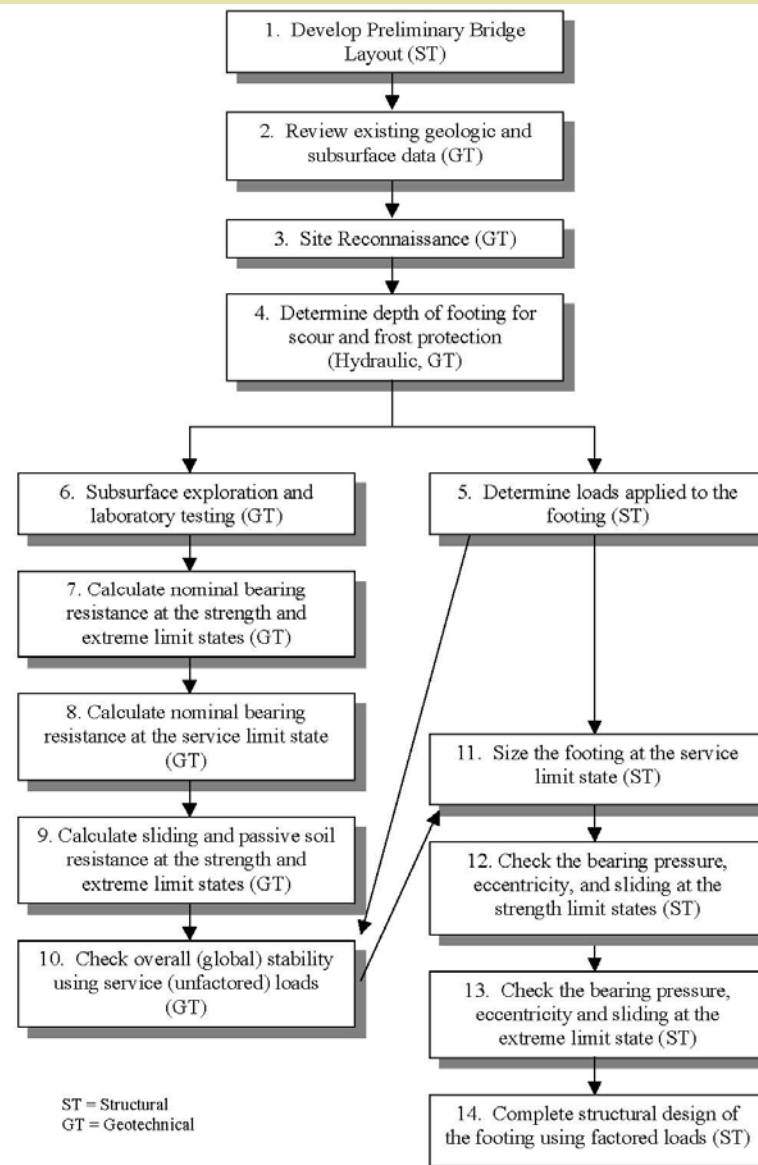 1. Develop Preliminary Bridge
Layout (ST)
2. Review existing geologic and
subsurface data (GT)
3. Site Reconnaissance (GT)
4. Determine depth of footing for
scour and frost protection
(Hydraulic, GT)
6. Subsurface exploration and
laboratory testing (GT)
5. Determine loads applied to the
footing (ST)
7. Calculate nominal bearing
resistance at the strength and
extreme limit states (GT)
8. Calculate nominal bearing
resistance at the service limit state
(GT)
11. Size the footing at the service
limit state (ST)
9. Calculate sliding and passive soil
resistance at the strength and
extreme limit states (GT)
12. Check the bearing pressure,
eccentricity, and sliding at the
strength limit states (ST)
10. Check overall (global) stability
using service (unfactored) loads
(GT)
13. Check the bearing pressure,
eccentricity and sliding at the
extreme limit state (ST)
14. Complete structural design of
the footing using factored loads (ST)
ST = Structural
GT = Geotechnical